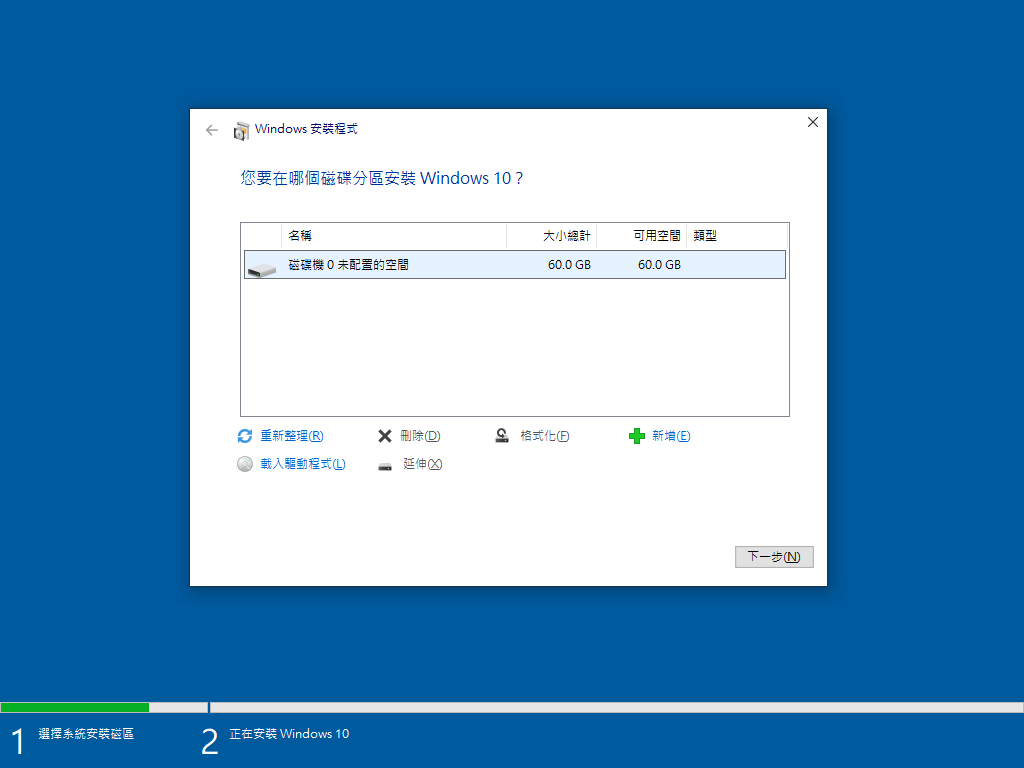 Windows 安裝程式
您要在哪個磁碟分區安裝 Windows 10？
名稱 大小總計 可用空間 類型
磁碟機 0 未配置的空間 60.0 GB 60.0 GB
重新整理(R) 刪除(D) 格式化(F) 新增(E)
載入驅動程式(L) 延伸(X)
下一步(N)
1 選擇系統安裝磁區 2 正在安裝 Windows 10